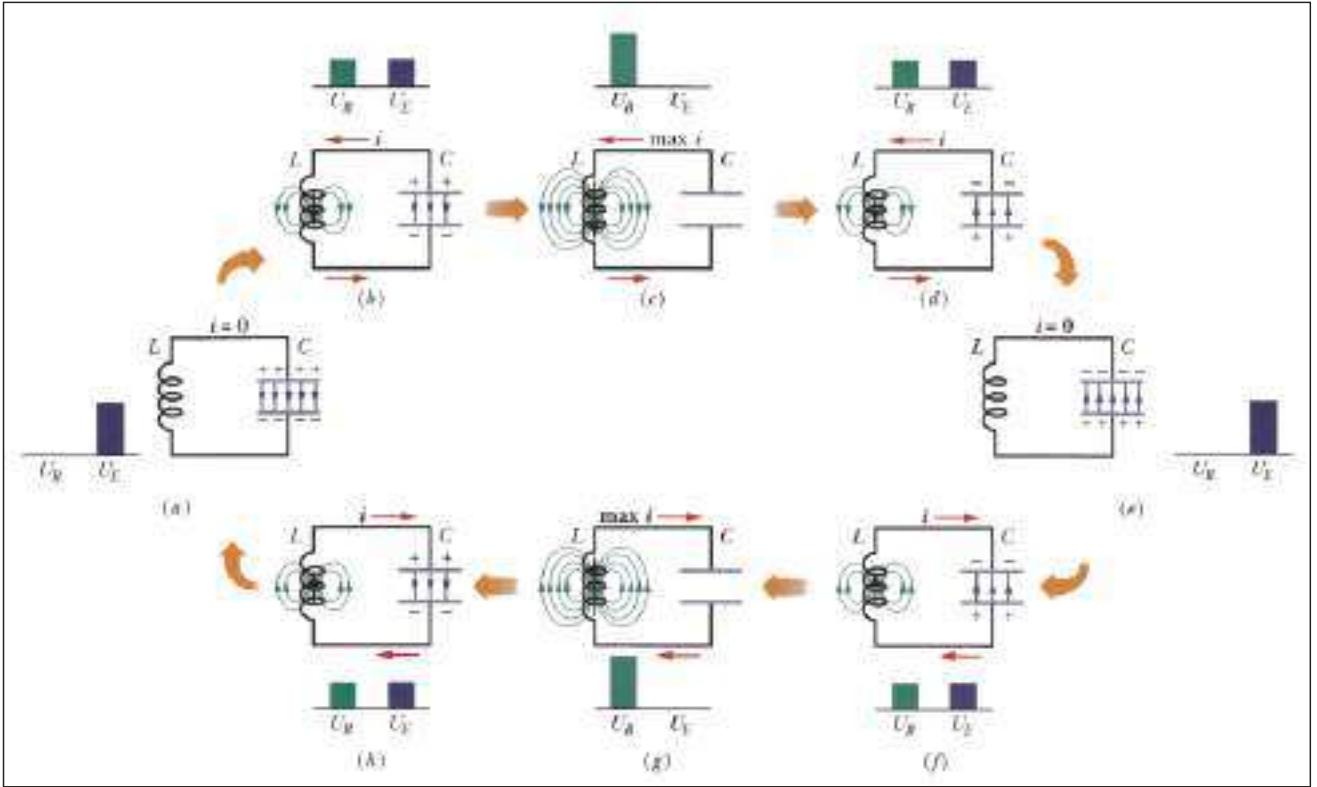 U_B U_E
U_B U_E
U_B U_E
i
max i
i
L C
L C
L C
+ +
− −
− −
+ +
(b)
(c)
(d)
i = 0
L C
+ + + +
− − − −
U_B U_E
(a)
i = 0
L C
− − − −
+ + + +
U_B U_E
(e)
i
L C
+ +
− −
U_B U_E
(h)
max i
L C
U_B U_E
(g)
i
L C
− −
+ +
U_B U_E
(f)